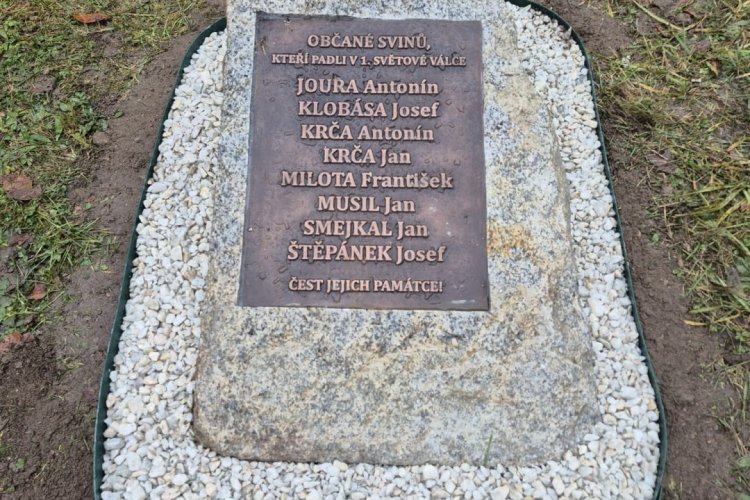 OBČANÉ SVINŮ,
KTEŘÍ PADLI V 1. SVĚTOVÉ VÁLCE
JOURA Antonín
KLOBÁSA Josef
KRČA Antonín
KRČA Jan
MILOTA František
MUSIL Jan
SMEJKAL Jan
ŠTĚPÁNEK Josef
ČEST JEJICH PAMÁTCE!